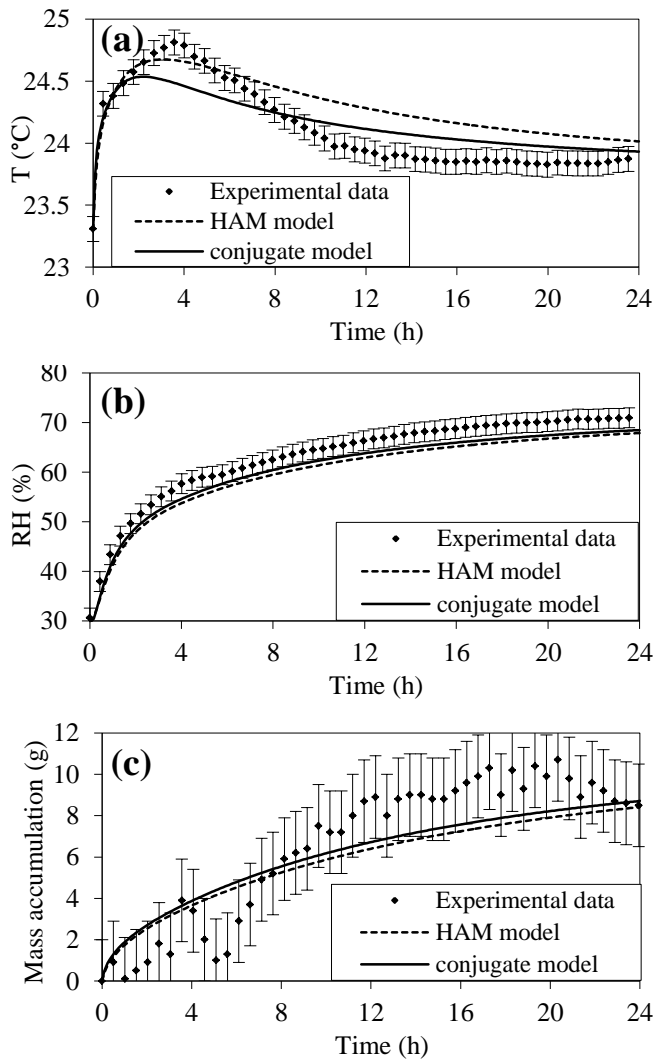 (a)
25
24.5
24
23.5
23
T (°C)
Experimental data
HAM model
conjugate model
0 4 8 12 16 20 24
Time (h)
(b)
80
70
60
50
40
30
RH (%)
Experimental data
HAM model
conjugate model
0 4 8 12 16 20 24
Time (h)
(c)
12
10
8
6
4
2
0
Mass accumulation (g)
Experimental data
HAM model
conjugate model
0 4 8 12 16 20 24
Time (h)